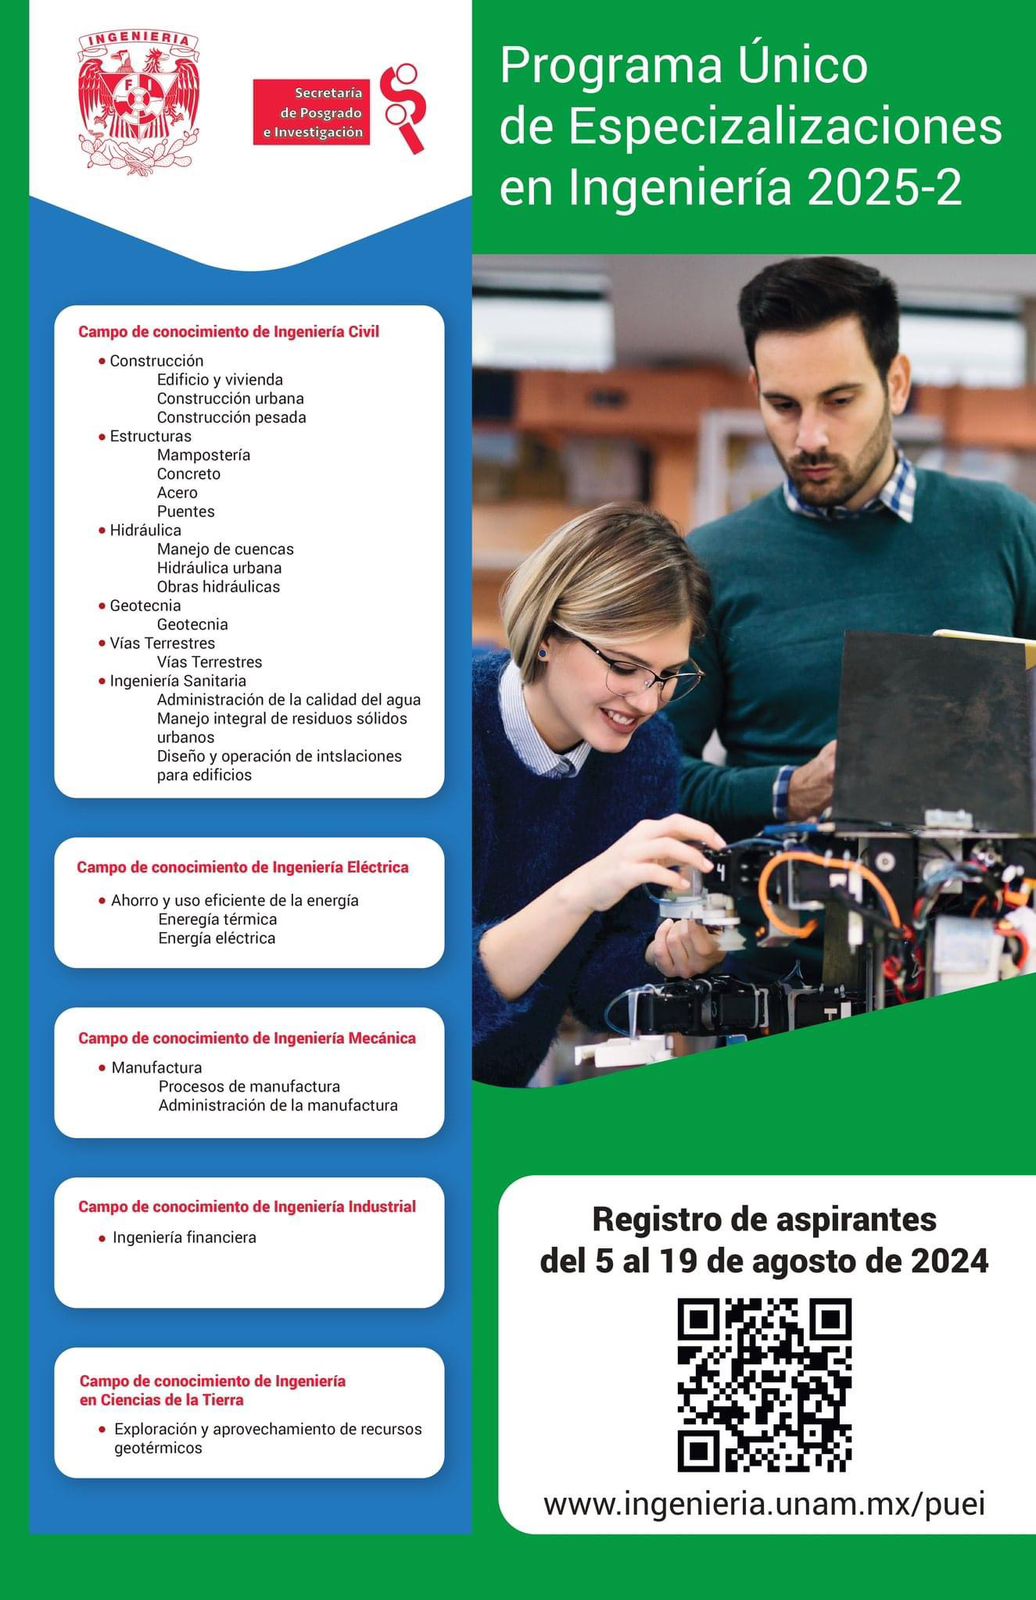 INGENIERIA
F I
Secretaría
de Posgrado
e Investigación
Programa Único
de Especizalizaciones
en Ingeniería 2025-2
Campo de conocimiento de Ingeniería Civil
• Construcción
Edificio y vivienda
Construcción urbana
Construcción pesada
• Estructuras
Mampostería
Concreto
Acero
Puentes
• Hidráulica
Manejo de cuencas
Hidráulica urbana
Obras hidráulicas
• Geotecnia
Geotecnia
• Vías Terrestres
Vías Terrestres
• Ingeniería Sanitaria
Administración de la calidad del agua
Manejo integral de residuos sólidos
urbanos
Diseño y operación de intslaciones
para edificios
Campo de conocimiento de Ingeniería Eléctrica
• Ahorro y uso eficiente de la energía
Eneregía térmica
Energía eléctrica
Campo de conocimiento de Ingeniería Mecánica
• Manufactura
Procesos de manufactura
Administración de la manufactura
Campo de conocimiento de Ingeniería Industrial
• Ingeniería financiera
Campo de conocimiento de Ingeniería
en Ciencias de la Tierra
• Exploración y aprovechamiento de recursos
geotérmicos
4
Registro de aspirantes
del 5 al 19 de agosto de 2024
www.ingenieria.unam.mx/puei